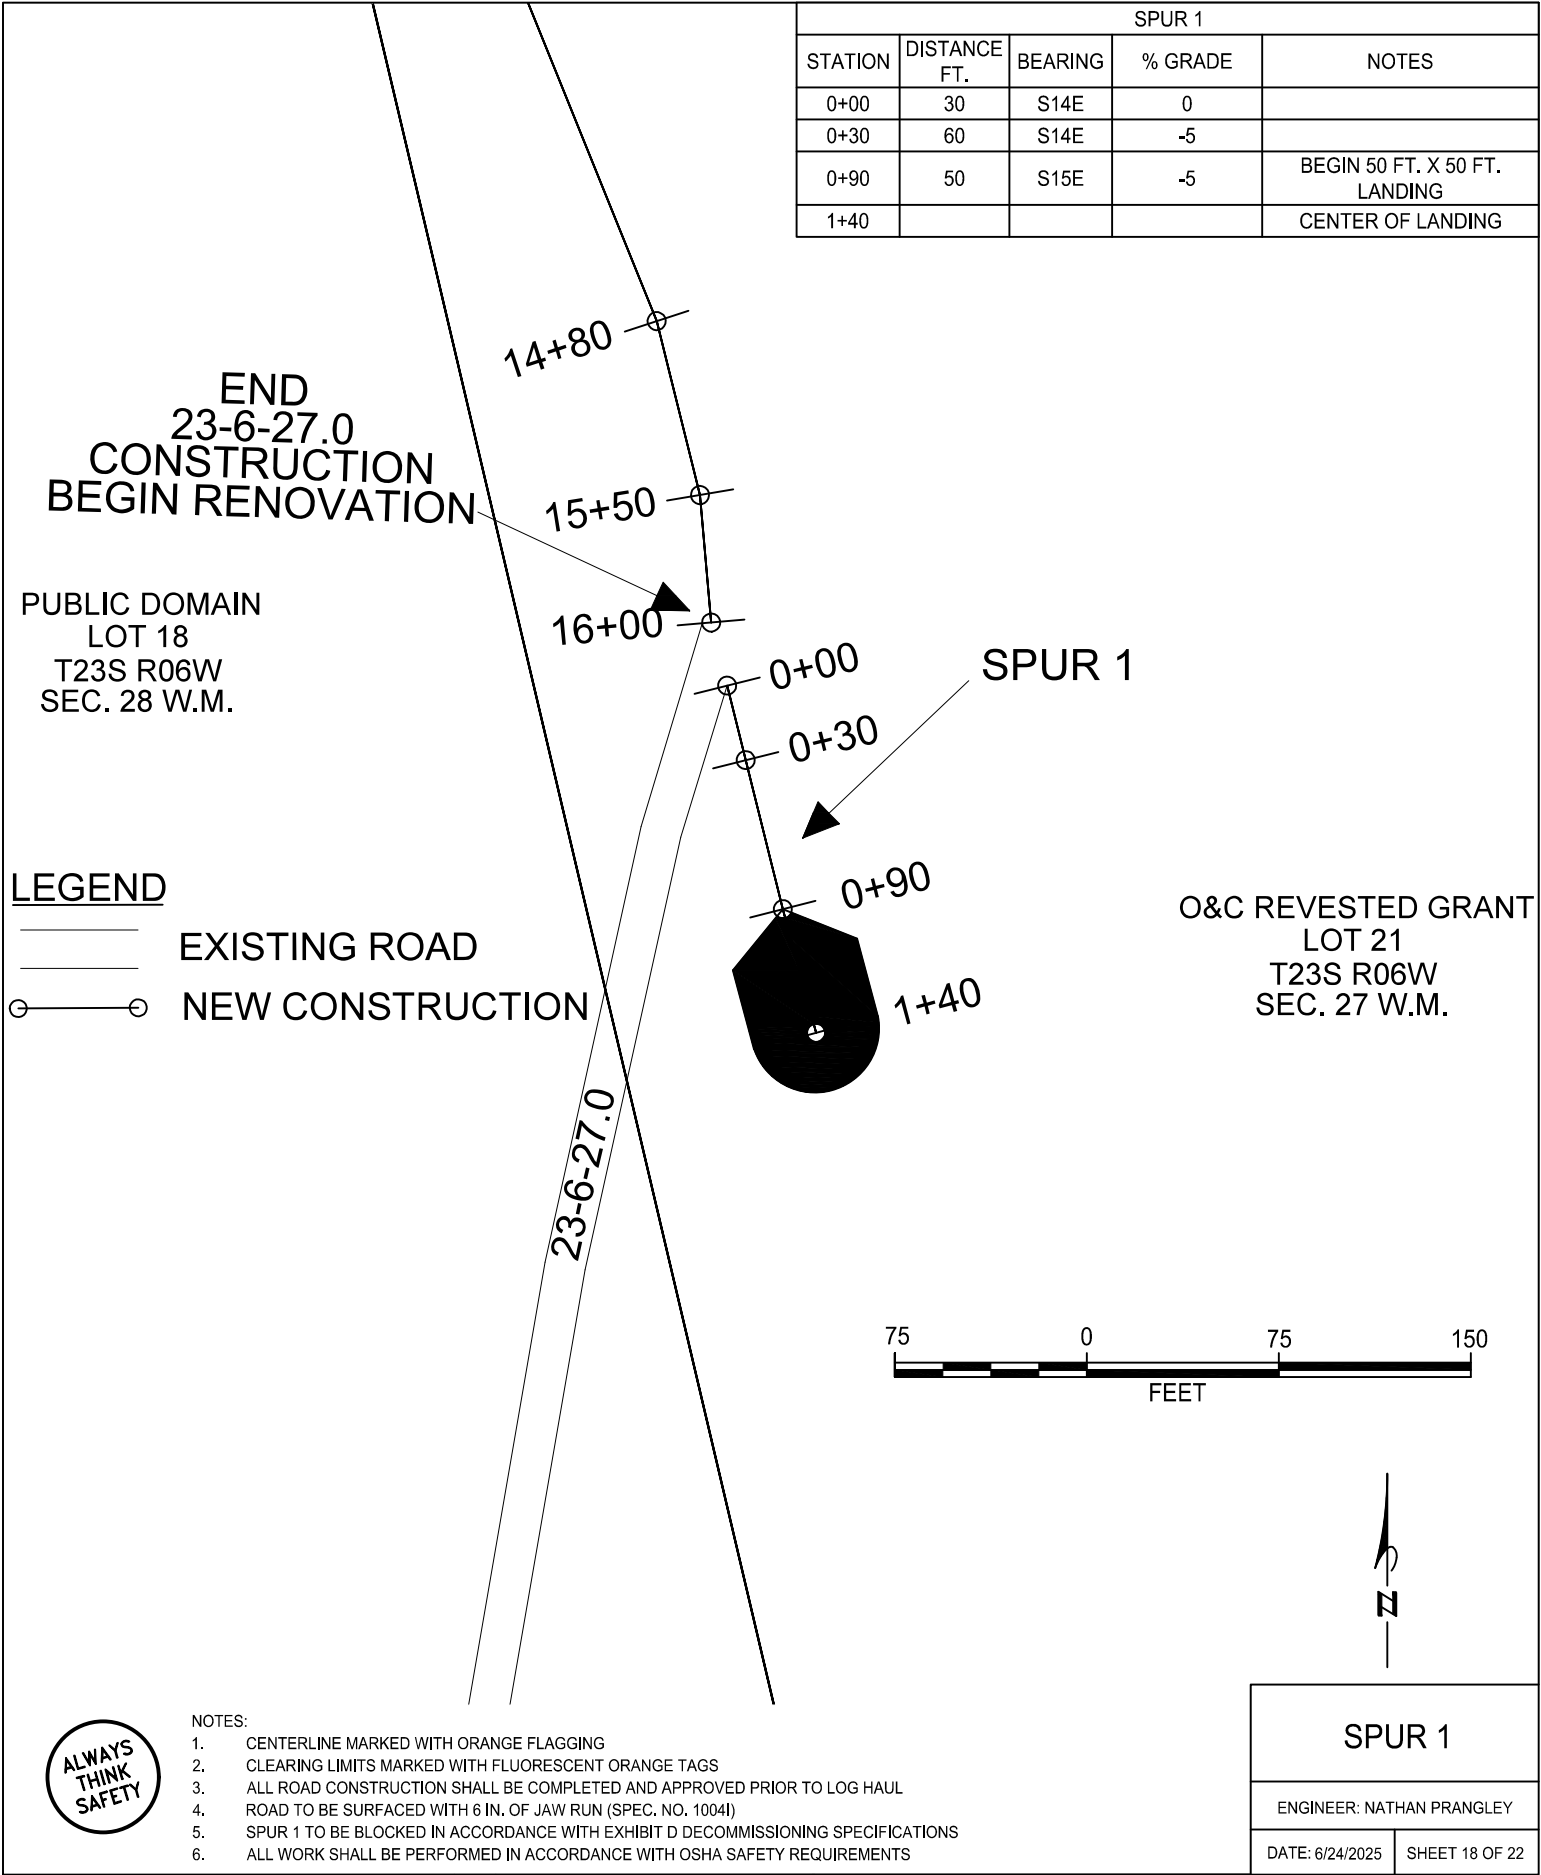 SPUR 1
STATION DISTANCE FT. BEARING % GRADE NOTES
0+00 30 S14E 0
0+30 60 S14E -5
0+90 50 S15E -5 BEGIN 50 FT. X 50 FT. LANDING
1+40 CENTER OF LANDING
14+80
END
23-6-27.0
CONSTRUCTION
BEGIN RENOVATION
15+50
PUBLIC DOMAIN
LOT 18
T23S R06W
SEC. 28 W.M.
16+00
0+00
SPUR 1
0+30
0+90
1+40
O&C REVESTED GRANT
LOT 21
T23S R06W
SEC. 27 W.M.
LEGEND
EXISTING ROAD
NEW CONSTRUCTION
23-6-27.0
75 0 75 150
FEET
N
ALWAYS
THINK
SAFETY
NOTES:
1. CENTERLINE MARKED WITH ORANGE FLAGGING
2. CLEARING LIMITS MARKED WITH FLUORESCENT ORANGE TAGS
3. ALL ROAD CONSTRUCTION SHALL BE COMPLETED AND APPROVED PRIOR TO LOG HAUL
4. ROAD TO BE SURFACED WITH 6 IN. OF JAW RUN (SPEC. NO. 1004I)
5. SPUR 1 TO BE BLOCKED IN ACCORDANCE WITH EXHIBIT D DECOMMISSIONING SPECIFICATIONS
6. ALL WORK SHALL BE PERFORMED IN ACCORDANCE WITH OSHA SAFETY REQUIREMENTS
SPUR 1
ENGINEER: NATHAN PRANGLEY
DATE: 6/24/2025 SHEET 18 OF 22